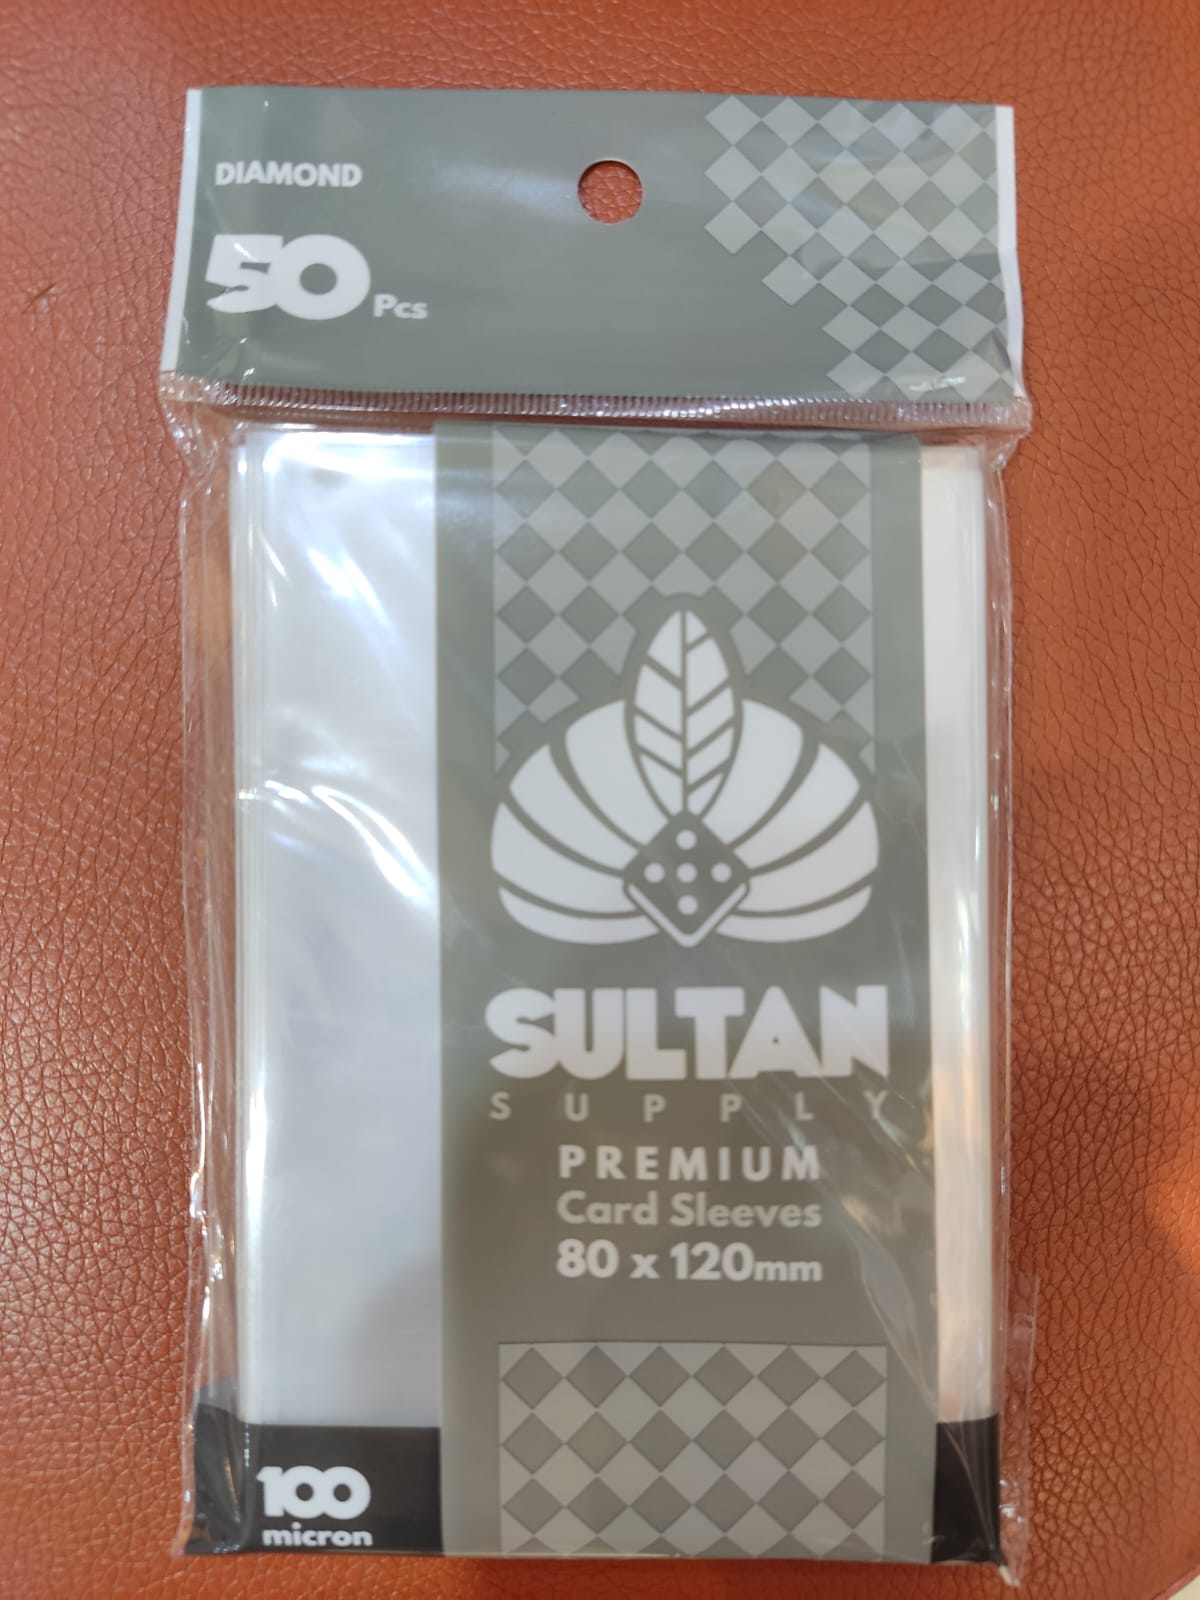 DIAMOND
50 Pcs
SULTAN
SUPPLY
PREMIUM
Card Sleeves
80 x 120mm
100
micron